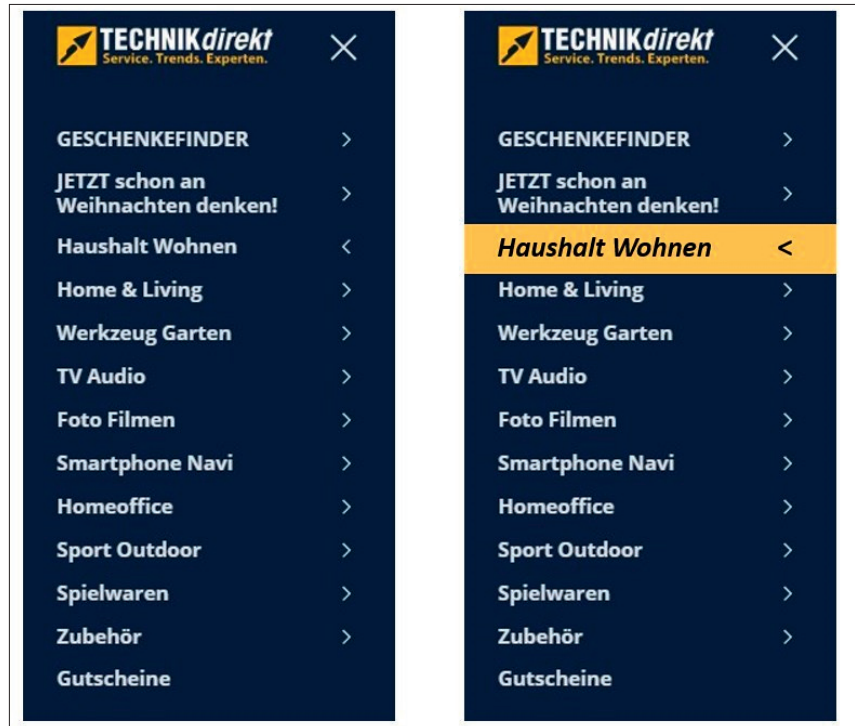 TECHNIKdirekt
Service. Trends. Experten.
GESCHENKEFINDER >
JETZT schon an
Weihnachten denken! >
Haushalt Wohnen <
Home & Living >
Werkzeug Garten >
TV Audio >
Foto Filmen >
Smartphone Navi >
Homeoffice >
Sport Outdoor >
Spielwaren >
Zubehör >
Gutscheine
TECHNIKdirekt
Service. Trends. Experten.
GESCHENKEFINDER >
JETZT schon an
Weihnachten denken! >
Haushalt Wohnen <
Home & Living >
Werkzeug Garten >
TV Audio >
Foto Filmen >
Smartphone Navi >
Homeoffice >
Sport Outdoor >
Spielwaren >
Zubehör >
Gutscheine